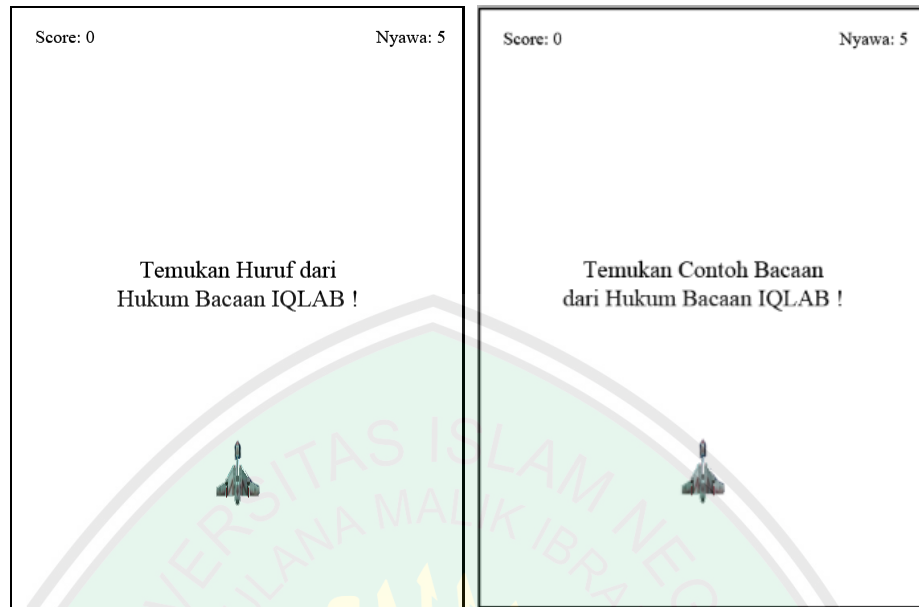 Score: 0
Nyawa: 5
Temukan Huruf dari
Hukum Bacaan IQLAB !
Score: 0
Nyawa: 5
Temukan Contoh Bacaan
dari Hukum Bacaan IQLAB !